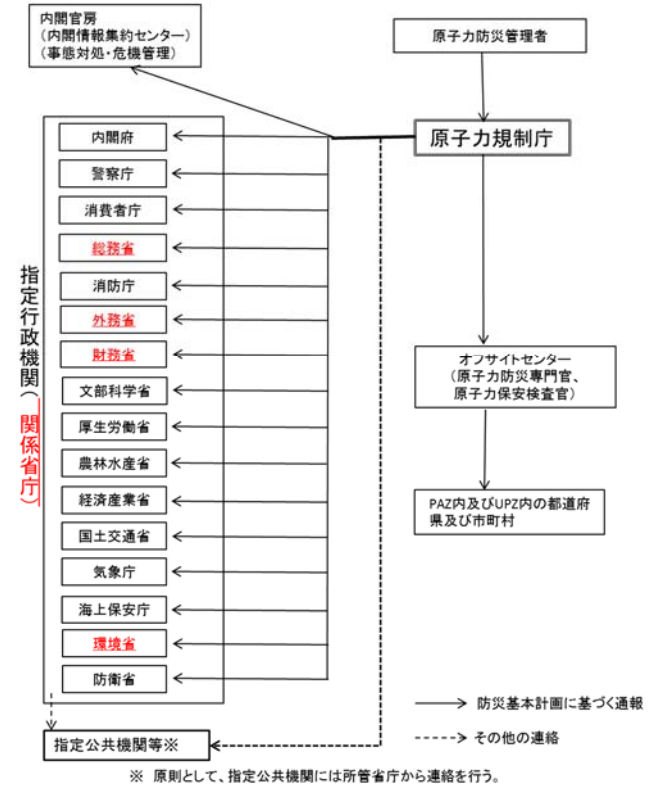 内閣官房
(内閣情報集約センター)
(事態対処・危機管理)
原子力防災管理者
原子力規制庁
指定行政機関(関係省庁)
内閣府
警察庁
消費者庁
総務省
消防庁
外務省
財務省
文部科学省
厚生労働省
農林水産省
経済産業省
国土交通省
気象庁
海上保安庁
環境省
防衛省
オフサイトセンター
(原子力防災専門官、
原子力保安検査官)
PAZ内及びUPZ内の都道府
県及び市町村
指定公共機関等※
防災基本計画に基づく通報
その他の連絡
※ 原則として、指定公共機関には所管省庁から連絡を行う。